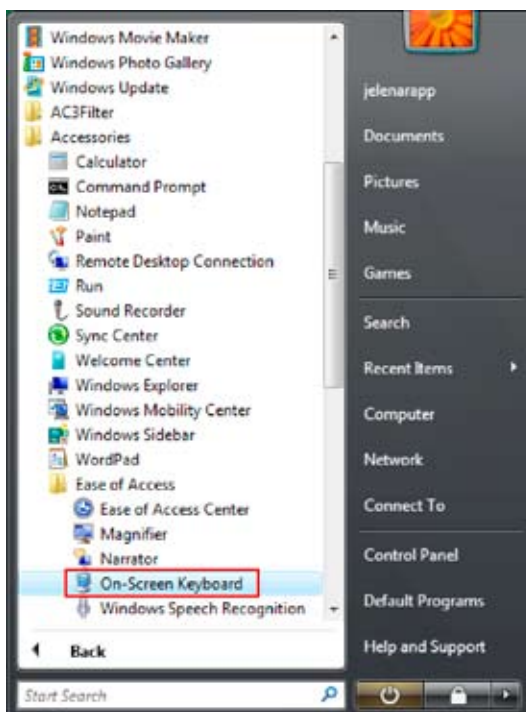 Windows Movie Maker
Windows Photo Gallery
Windows Update
AC3Filter
Accessories
Calculator
Command Prompt
Notepad
Paint
Remote Desktop Connection
Run
Sound Recorder
Sync Center
Welcome Center
Windows Explorer
Windows Mobility Center
Windows Sidebar
WordPad
Ease of Access
Ease of Access Center
Magnifier
Narrator
On-Screen Keyboard
Windows Speech Recognition
Back
Start Search
jelenarapp
Documents
Pictures
Music
Games
Search
Recent Items
Computer
Network
Connect To
Control Panel
Default Programs
Help and Support